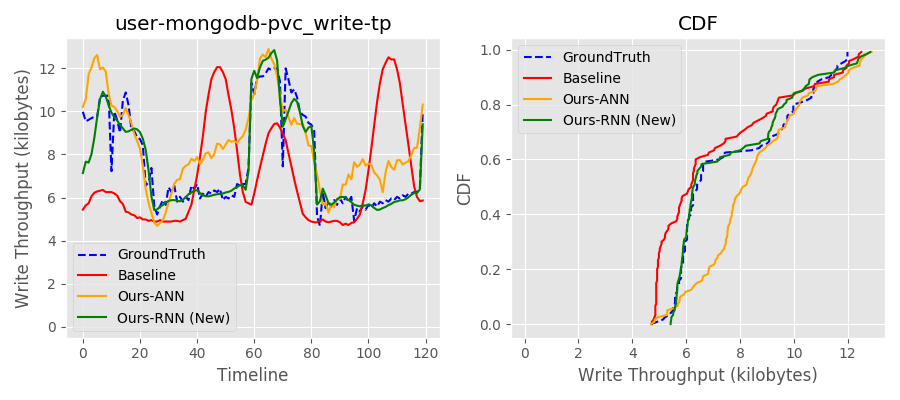 user-mongodb-pvc_write-tp
Write Throughput (kilobytes)
12
10
8
6
4
2
0
GroundTruth
Baseline
Ours-ANN
Ours-RNN (New)
0 20 40 60 80 100 120
Timeline
CDF
CDF
1.0
0.8
0.6
0.4
0.2
0.0
GroundTruth
Baseline
Ours-ANN
Ours-RNN (New)
0 2 4 6 8 10 12
Write Throughput (kilobytes)